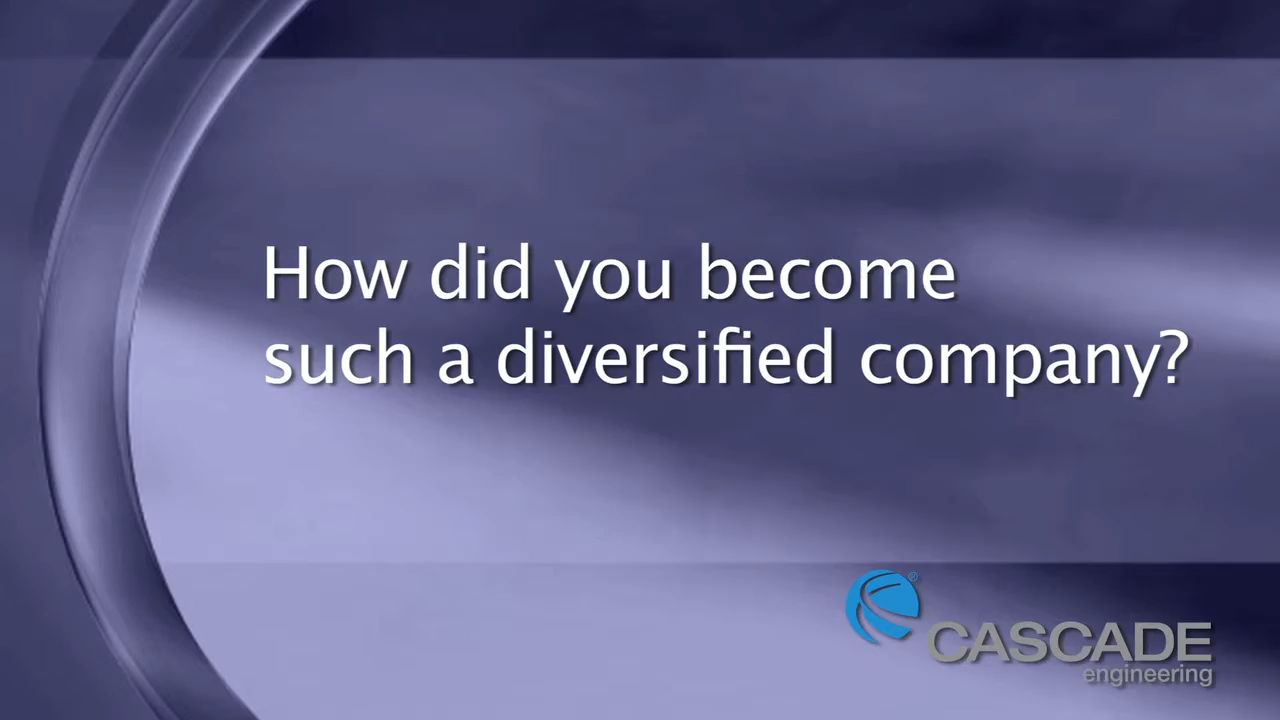 How did you become
such a diversified company?
®
CASCADE
engineering